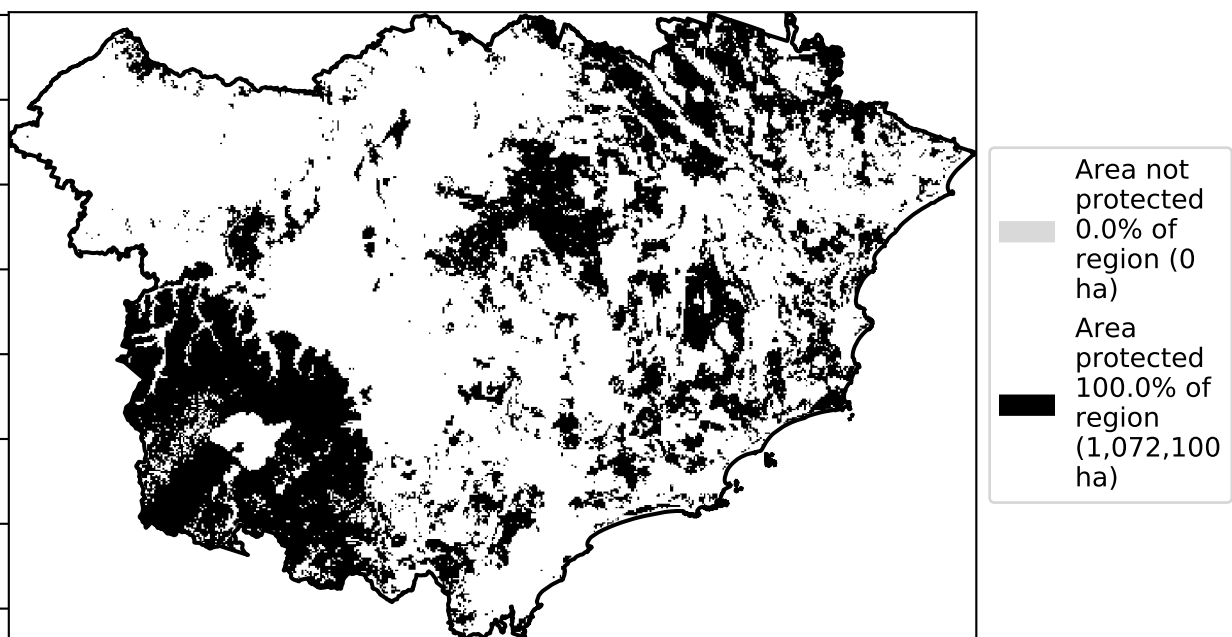 Area not
protected
0.0% of
region (0
ha)
Area
protected
100.0% of
region
(1,072,100
ha)